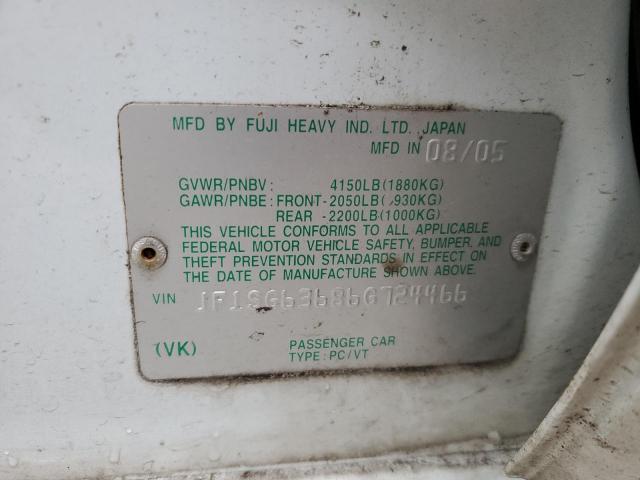 MFD BY FUJI HEAVY IND. LTD. JAPAN
MFD IN 08/05
GVWR/PNBV: 4150LB(1880KG)
GAWR/PNBE: FRONT-2050LB( 930KG)
REAR -2200LB(1000KG)
THIS VEHICLE CONFORMS TO ALL APPLICABLE
FEDERAL MOTOR VEHICLE SAFETY, BUMPER, AND
THEFT PREVENTION STANDARDS IN EFFECT ON
THE DATE OF MANUFACTURE SHOWN ABOVE.
VIN JF1SG63686G724466
(VK) PASSENGER CAR
TYPE: PC/VT